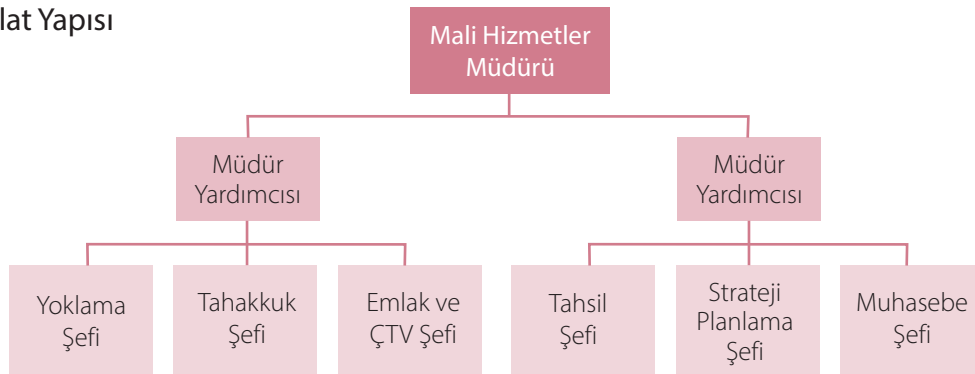 lat Yapısı
Mali Hizmetler
Müdürü
Müdür
Yardımcısı
Müdür
Yardımcısı
Yoklama
Şefi
Tahakkuk
Şefi
Emlak ve
ÇTV Şefi
Tahsil
Şefi
Strateji
Planlama
Şefi
Muhasebe
Şefi